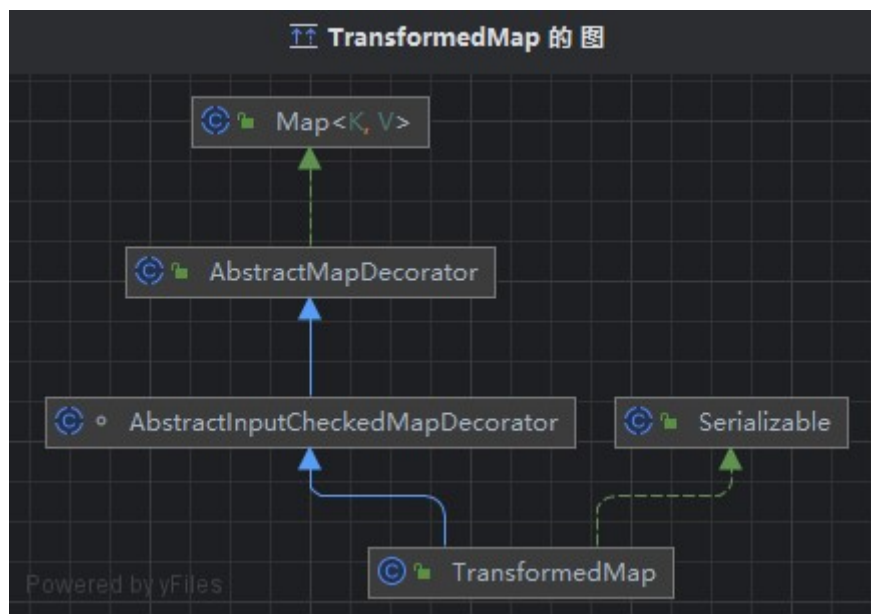 TransformedMap 的 图
Map<K, V>
AbstractMapDecorator
AbstractInputCheckedMapDecorator
Serializable
TransformedMap
Powered by yFiles